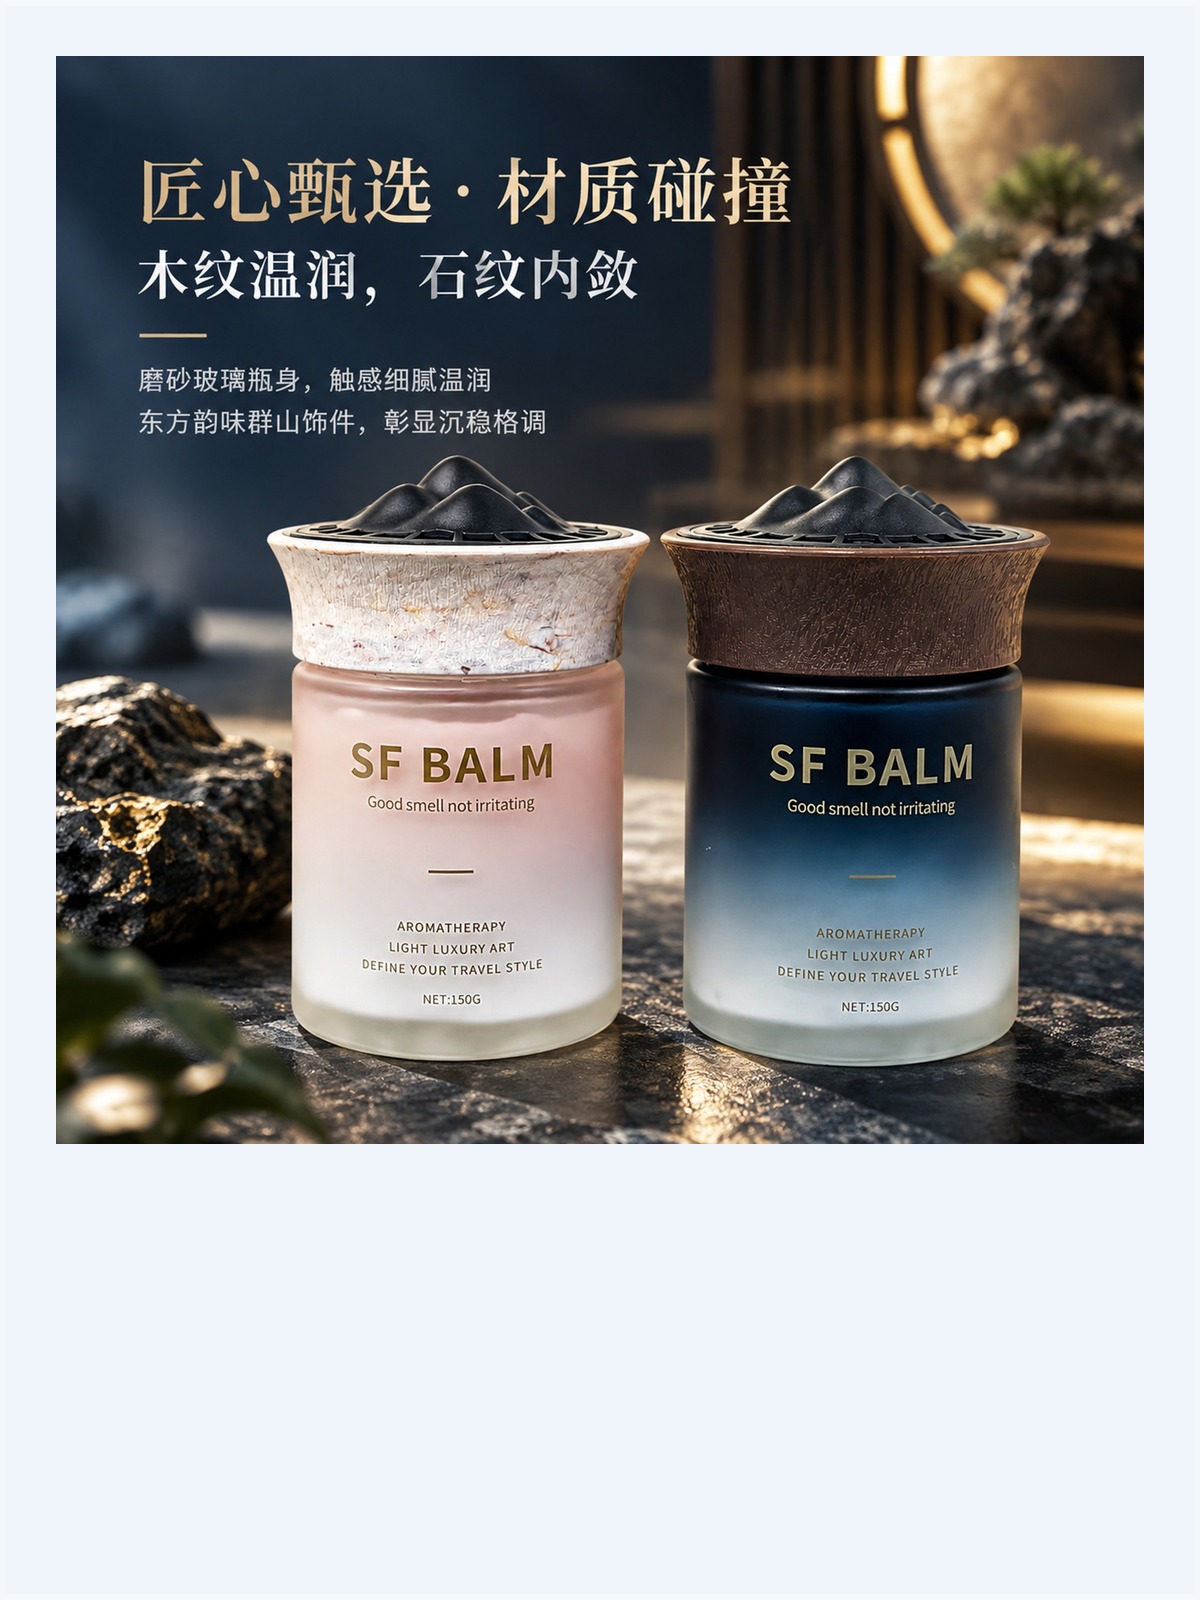 匠心甄选·材质碰撞
木纹温润，石纹内敛
磨砂玻璃瓶身，触感细腻温润
东方韵味群山饰件，彰显沉稳格调
SF BALM
Good smell not irritating
AROMATHERAPY
LIGHT LUXURY ART
DEFINE YOUR TRAVEL STYLE
NET:150G
SF BALM
Good smell not irritating
AROMATHERAPY
LIGHT LUXURY ART
DEFINE YOUR TRAVEL STYLE
NET:150G